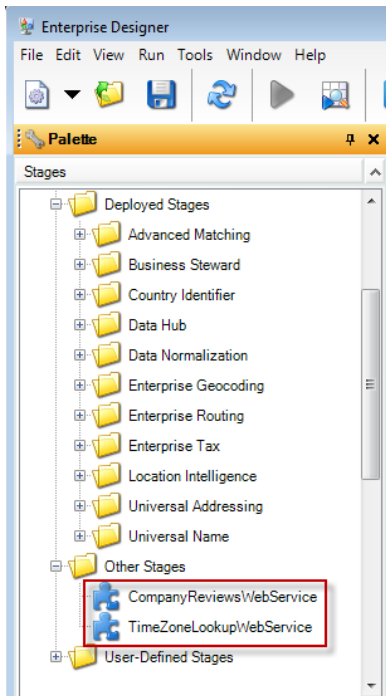 Enterprise Designer
File Edit View Run Tools Window Help
Palette
Stages
Deployed Stages
Advanced Matching
Business Steward
Country Identifier
Data Hub
Data Normalization
Enterprise Geocoding
Enterprise Routing
Enterprise Tax
Location Intelligence
Universal Addressing
Universal Name
Other Stages
CompanyReviewsWebService
TimeZoneLookupWebService
User-Defined Stages